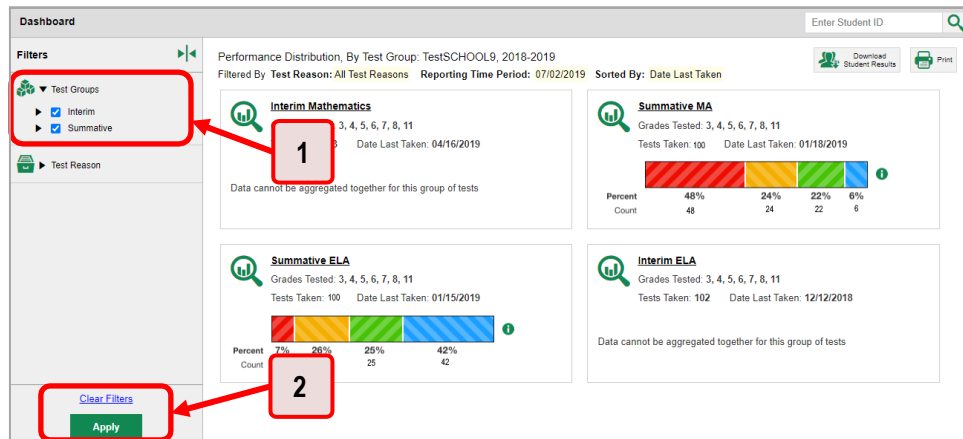 Dashboard
Enter Student ID
Filters
Test Groups
Interim
Summative
Test Reason
Clear Filters
Apply
Performance Distribution, By Test Group: TestSCHOOL9, 2018-2019
Filtered By Test Reason: All Test Reasons Reporting Time Period: 07/02/2019 Sorted By: Date Last Taken
Download
Student Results
Print
Interim Mathematics
3, 4, 5, 6, 7, 8, 11
Date Last Taken: 04/16/2019
Data cannot be aggregated together for this group of tests
Summative MA
Grades Tested: 3, 4, 5, 6, 7, 8, 11
Tests Taken: 100 Date Last Taken: 01/18/2019
Percent 48% 24% 22% 6%
Count 48 24 22 6
Summative ELA
Grades Tested: 3, 4, 5, 6, 7, 8, 11
Tests Taken: 100 Date Last Taken: 01/15/2019
Percent 7% 26% 25% 42%
Count 25 42
Interim ELA
Grades Tested: 3, 4, 5, 6, 7, 8, 11
Tests Taken: 102 Date Last Taken: 12/12/2018
Data cannot be aggregated together for this group of tests
1
2